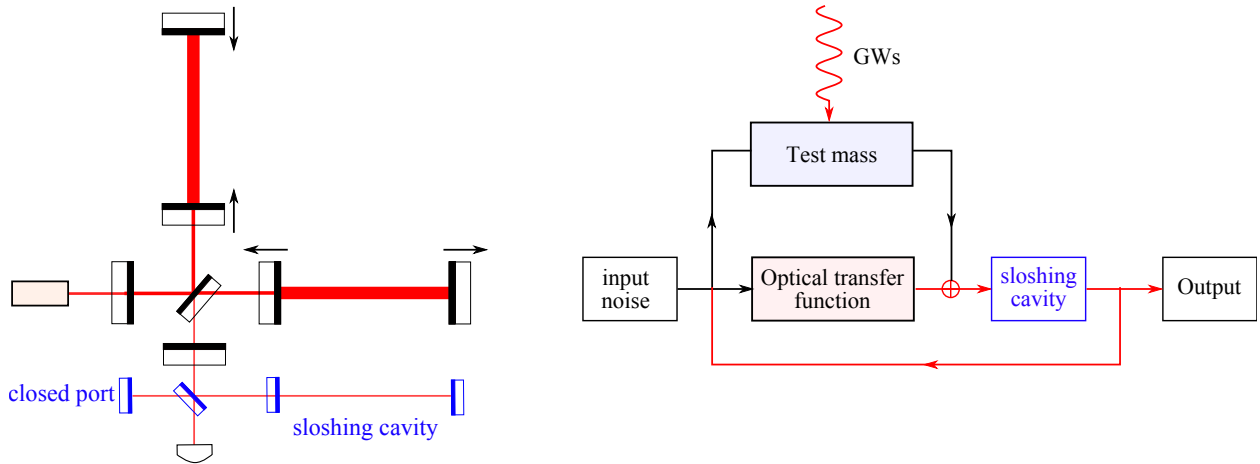 closed port
sloshing cavity
GWs
Test mass
input
noise
Optical transfer
function
sloshing
cavity
Output